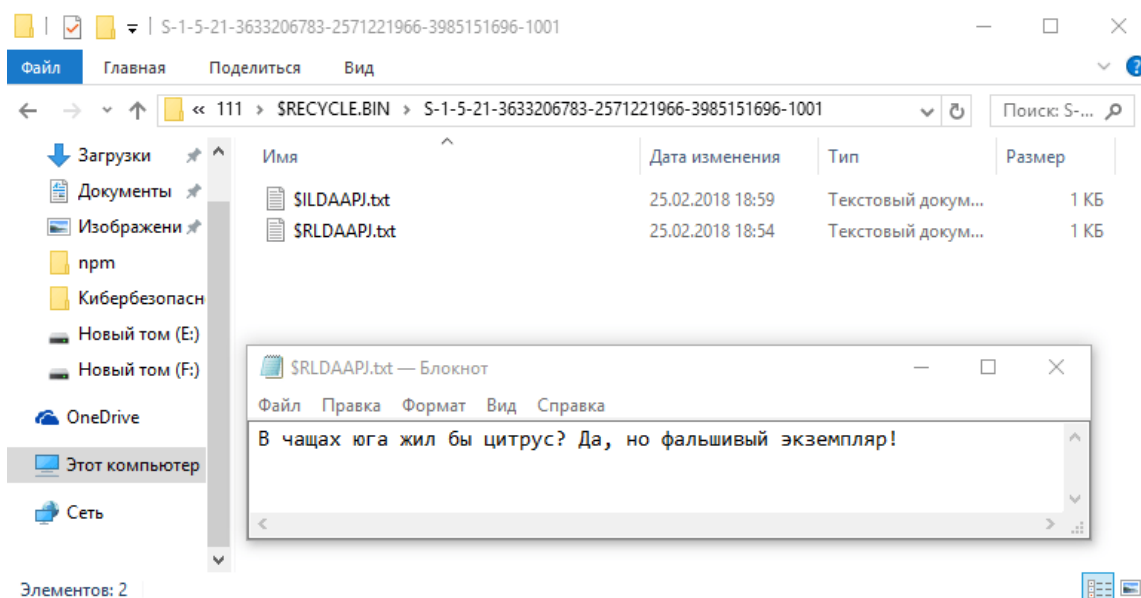 S-1-5-21-3633206783-2571221966-3985151696-1001
Файл Главная Поделиться Вид
« 111 > $RECYCLE.BIN > S-1-5-21-3633206783-2571221966-3985151696-1001
Поиск: S-...
Загрузки
Документы
Изображени
npm
Кибербезопасн
Новый том (E:)
Новый том (F:)
OneDrive
Этот компьютер
Сеть
Имя Дата изменения Тип Размер
$ILDAAPJ.txt 25.02.2018 18:59 Текстовый докум... 1 КБ
$RLDAAPJ.txt 25.02.2018 18:54 Текстовый докум... 1 КБ
$RLDAAPJ.txt — Блокнот
Файл Правка Формат Вид Справка
В чащах юга жил бы цитрус? Да, но фальшивый экземпляр!
Элементов: 2